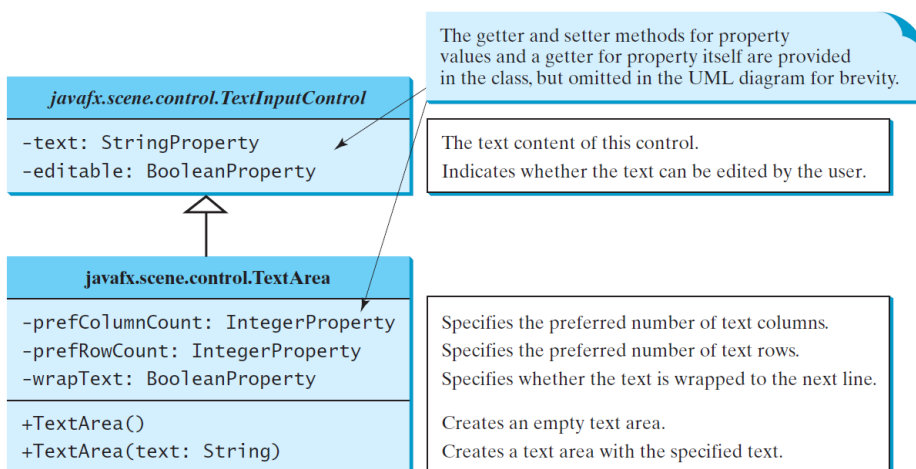 The getter and setter methods for property
values and a getter for property itself are provided
in the class, but omitted in the UML diagram for brevity.
javafx.scene.control.TextInputControl
-text: StringProperty
-editable: BooleanProperty
The text content of this control.
Indicates whether the text can be edited by the user.
javafx.scene.control.TextArea
-prefColumnCount: IntegerProperty
-prefRowCount: IntegerProperty
-wrapText: BooleanProperty
Specifies the preferred number of text columns.
Specifies the preferred number of text rows.
Specifies whether the text is wrapped to the next line.
+TextArea()
+TextArea(text: String)
Creates an empty text area.
Creates a text area with the specified text.